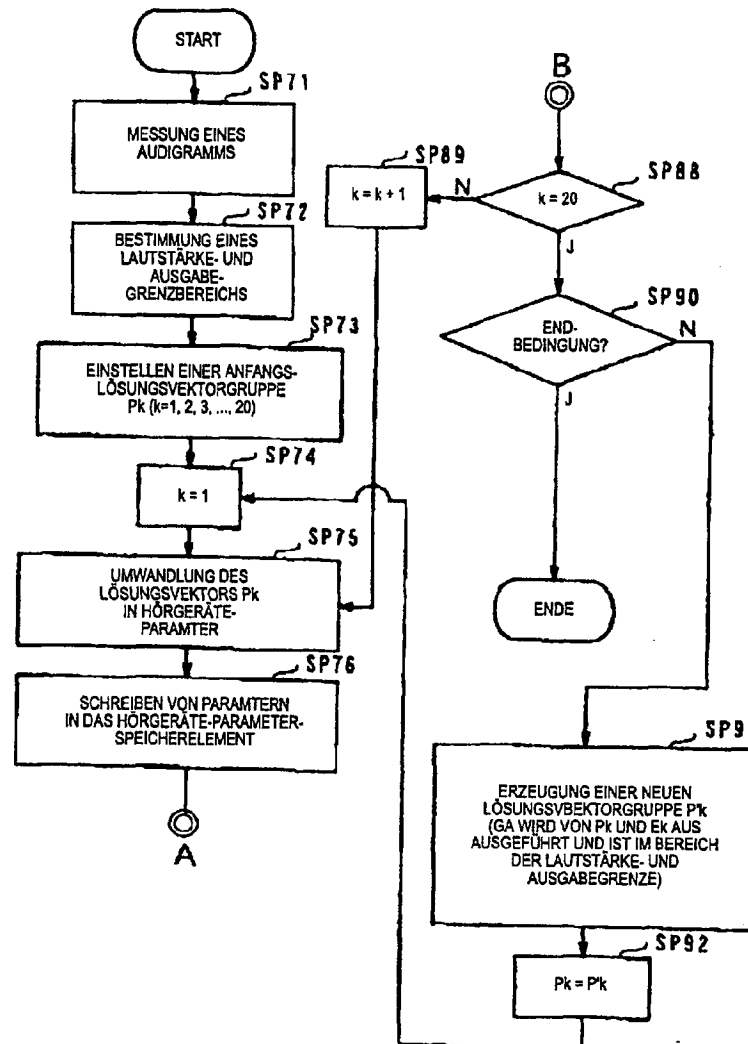 START
SP71
MESSUNG EINES
AUDIGRAMMS
SP72
BESTIMMUNG EINES
LAUTSTÄRKE- UND
AUSGABE-
GRENZBEREICHS
SP73
EINSTELLEN EINER ANFANGS-
LÖSUNGSVEKTORGRUPPE
Pk (k=1, 2, 3, ..., 20)
SP74
k = 1
SP75
UMWANDLUNG DES
LÖSUNGSVEKTORS Pk
IN HÖRGERÄTE-
PARAMTER
SP76
SCHREIBEN VON PARAMTERN
IN DAS HÖRGERÄTE-PARAMETER-
SPEICHERELEMENT
A
B
SP88
k = 20
N
J
SP89
k = k + 1
SP90
END-
BEDINGUNG?
N
J
ENDE
SP9
ERZEUGUNG EINER NEUEN
LÖSUNGSVBEKTORGRUPPE P'k
(GA WIRD VON Pk UND Ek AUS
AUSGEFÜHRT UND IST IM BEREICH
DER LAUTSTÄRKE- UND
AUSGABEGRENZE)
SP92
Pk = P'k